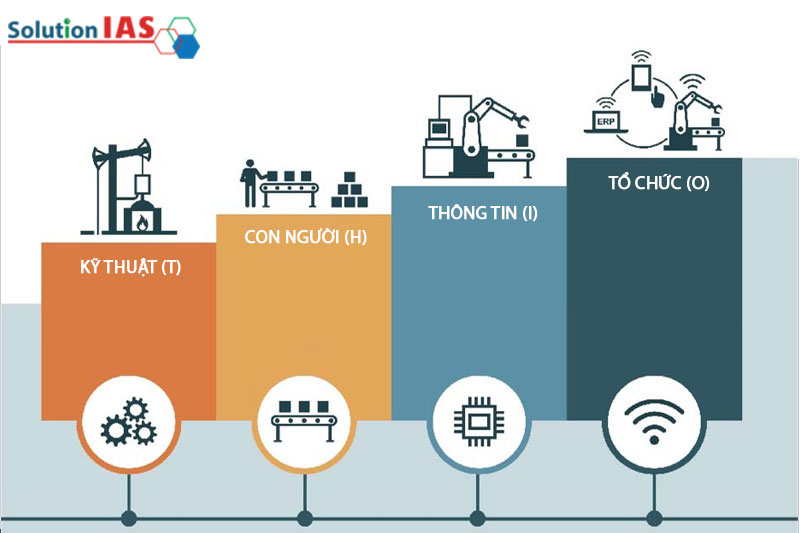 Solution IAS
ERP
TỔ CHỨC (O)
THÔNG TIN (I)
CON NGƯỜI (H)
KỸ THUẬT (T)